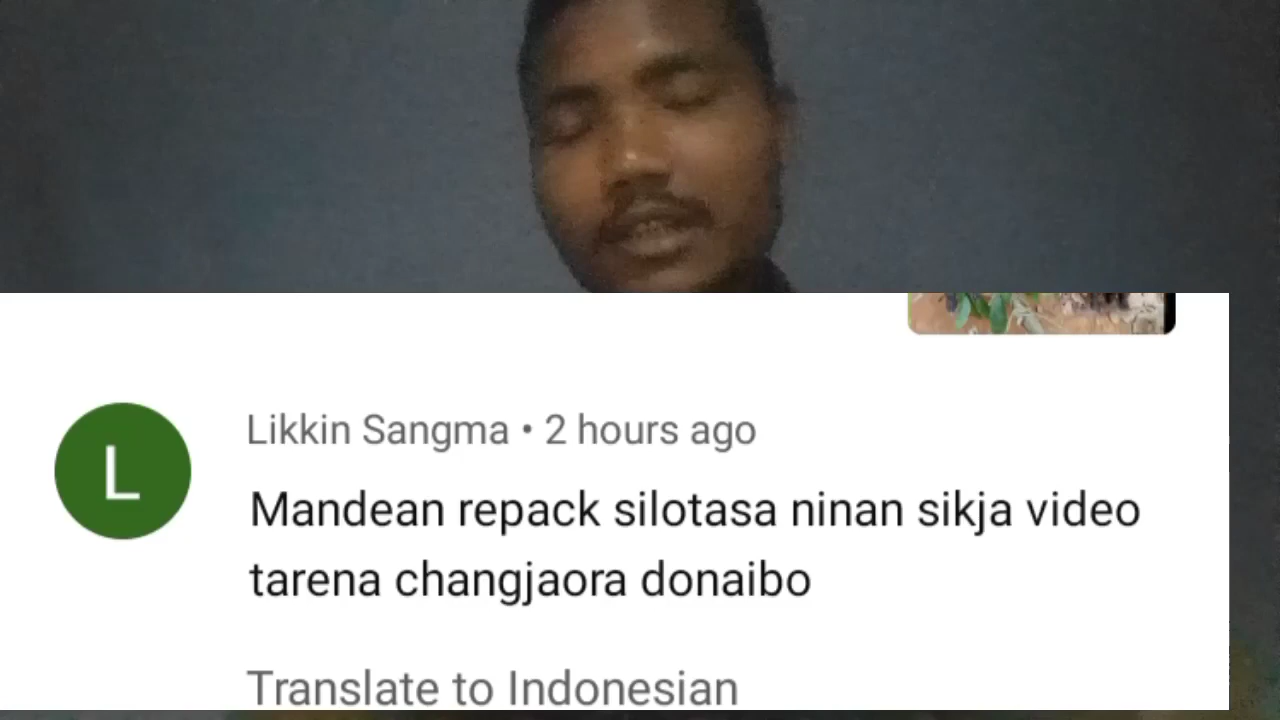 L
Likkin Sangma • 2 hours ago
Mandean repack silotasa ninan sikja video
tarena changjaora donaibo
Translate to Indonesian